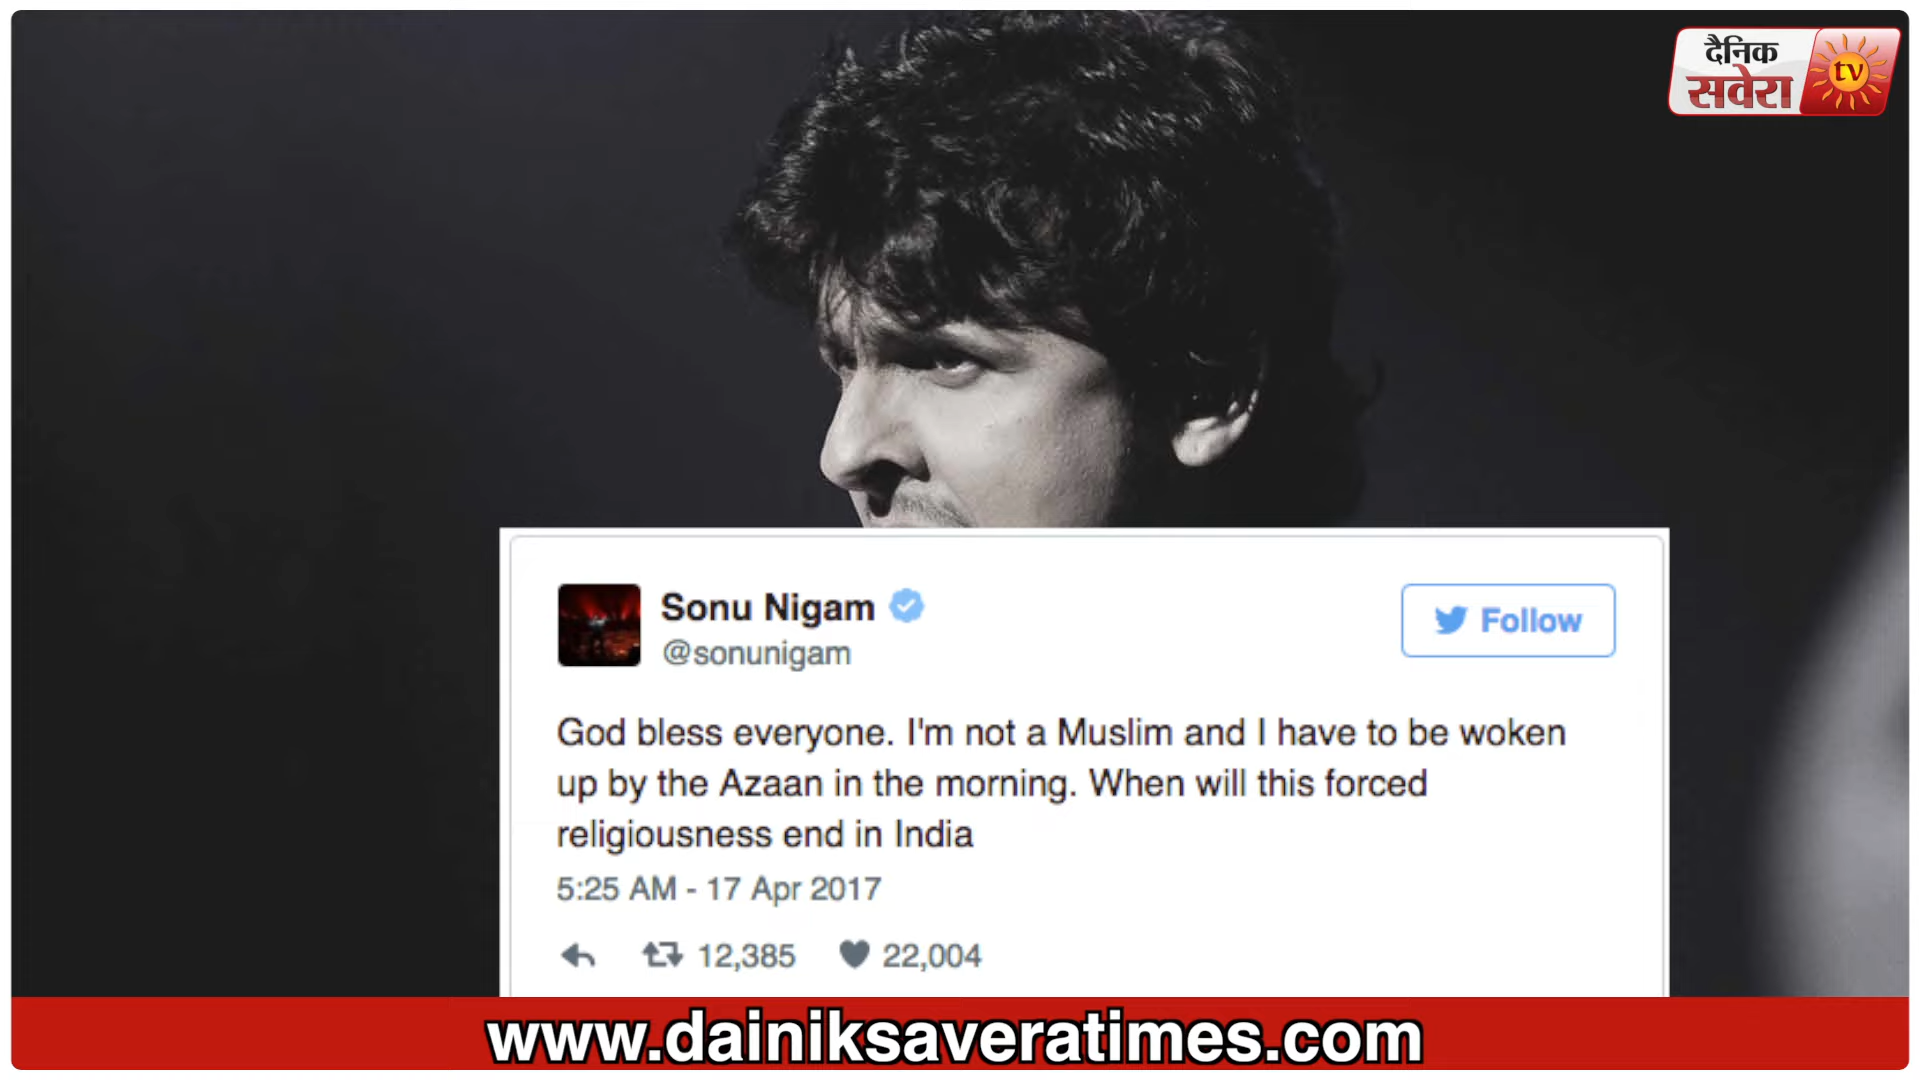 दैनिक
सवेरा
tv
Sonu Nigam
@sonunigam
Follow
God bless everyone. I'm not a Muslim and I have to be woken
up by the Azaan in the morning. When will this forced
religiousness end in India
5:25 AM - 17 Apr 2017
12,385 22,004
www.dainiksaveratimes.com